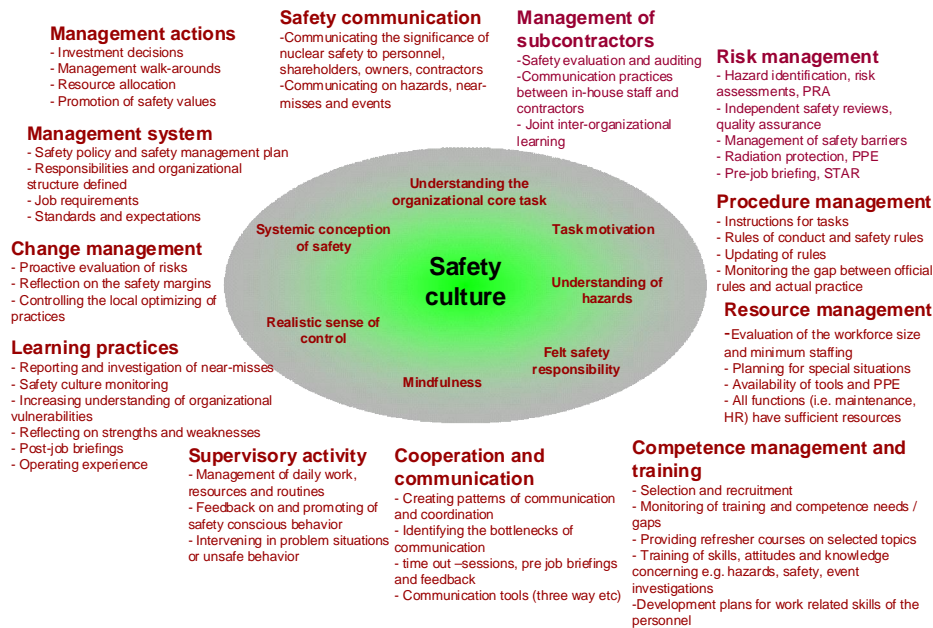 Management actions
- Investment decisions
- Management walk-arounds
- Resource allocation
- Promotion of safety values
Safety communication
-Communicating the significance of
nuclear safety to personnel,
shareholders, owners, contractors
-Communicating on hazards, near-
misses and events
Management of
subcontractors
-Safety evaluation and auditing
-Communication practices
between in-house staff and
contractors
- Joint inter-organizational
learning
Risk management
- Hazard identification, risk
assessments, PRA
- Independent safety reviews,
quality assurance
- Management of safety barriers
- Radiation protection, PPE
- Pre-job briefing, STAR
Management system
- Safety policy and safety management plan
- Responsibilities and organizational
structure defined
- Job requirements
- Standards and expectations
Procedure management
- Instructions for tasks
- Rules of conduct and safety rules
- Updating of rules
- Monitoring the gap between official
rules and actual practice
Change management
- Proactive evaluation of risks
- Reflection on the safety margins
- Controlling the local optimizing of
practices
Understanding the
organizational core task
Systemic conception
of safety
Task motivation
Safety
culture
Understanding of
hazards
Realistic sense of
control
Felt safety
responsibility
Mindfulness
Resource management
-Evaluation of the workforce size
and minimum staffing
- Planning for special situations
- Availability of tools and PPE
- All functions (i.e. maintenance,
HR) have sufficient resources
Learning practices
- Reporting and investigation of near-misses
- Safety culture monitoring
- Increasing understanding of organizational
vulnerabilities
- Reflecting on strengths and weaknesses
- Post-job briefings
- Operating experience
Supervisory activity
- Management of daily work,
resources and routines
- Feedback on and promoting of
safety conscious behavior
- Intervening in problem situations
or unsafe behavior
Cooperation and
communication
- Creating patterns of communication
and coordination
- Identifying the bottlenecks of
communication
- time out –sessions, pre job briefings
and feedback
- Communication tools (three way etc)
Competence management and
training
- Selection and recruitment
- Monitoring of training and competence needs /
gaps
- Providing refresher courses on selected topics
- Training of skills, attitudes and knowledge
concerning e.g. hazards, safety, event
investigations
-Development plans for work related skills of the
personnel